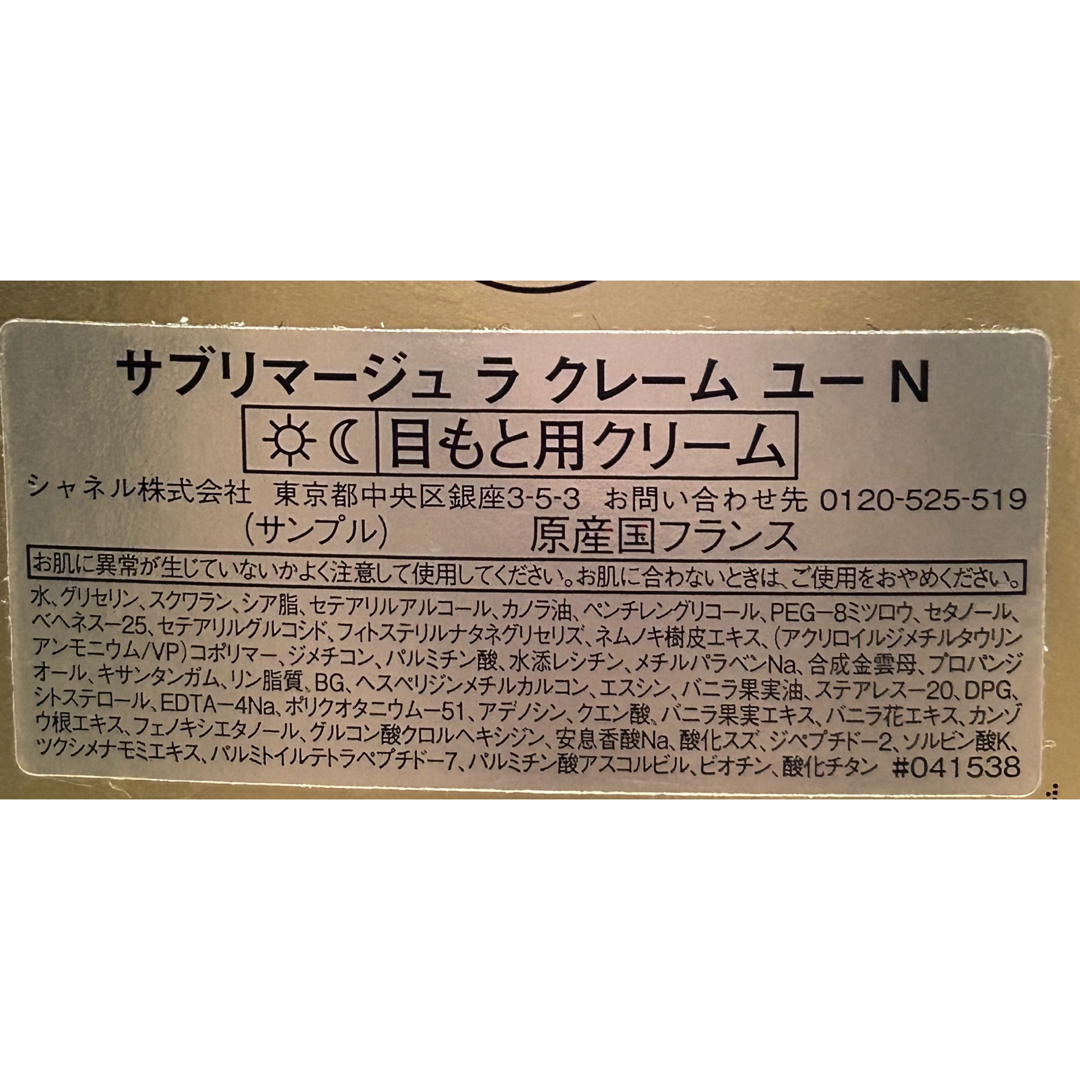 サブリマージュ ラ クレーム ユー N
目もと用クリーム
シャネル株式会社 東京都中央区銀座3-5-3 お問い合わせ先 0120-525-519
(サンプル) 原産国フランス
お肌に異常が生じていないかよく注意して使用してください。お肌に合わないときは、ご使用をおやめください。
水、グリセリン、スクワラン、シア脂、セテアリルアルコール、カノラ油、ペンチレングリコール、PEG-8ミツロウ、セタノール、
ベヘネス-25、セテアリルグルコシド、フィトステリルナタネグリセリズ、ネムノキ樹皮エキス、(アクリロイルジメチルタウリン
アンモニウム/VP)コポリマー、ジメチコン、パルミチン酸、水添レシチン、メチルパラベンNa、合成金雲母、プロパンジ
オール、キサンタンガム、リン脂質、BG、ヘスペリジンメチルカルコン、エスシン、バニラ果実油、ステアレス-20、DPG、
シトステロール、EDTA-4Na、ポリクオタニウム-51、アデノシン、クエン酸、バニラ果実エキス、バニラ花エキス、カンゾ
ウ根エキス、フェノキシエタノール、グルコン酸クロルヘキシジン、安息香酸Na、酸化スズ、ジペプチド-2、ソルビン酸K、
ツクシメナモミエキス、パルミトイルテトラペプチド-7、パルミチン酸アスコルビル、ビオチン、酸化チタン #041538